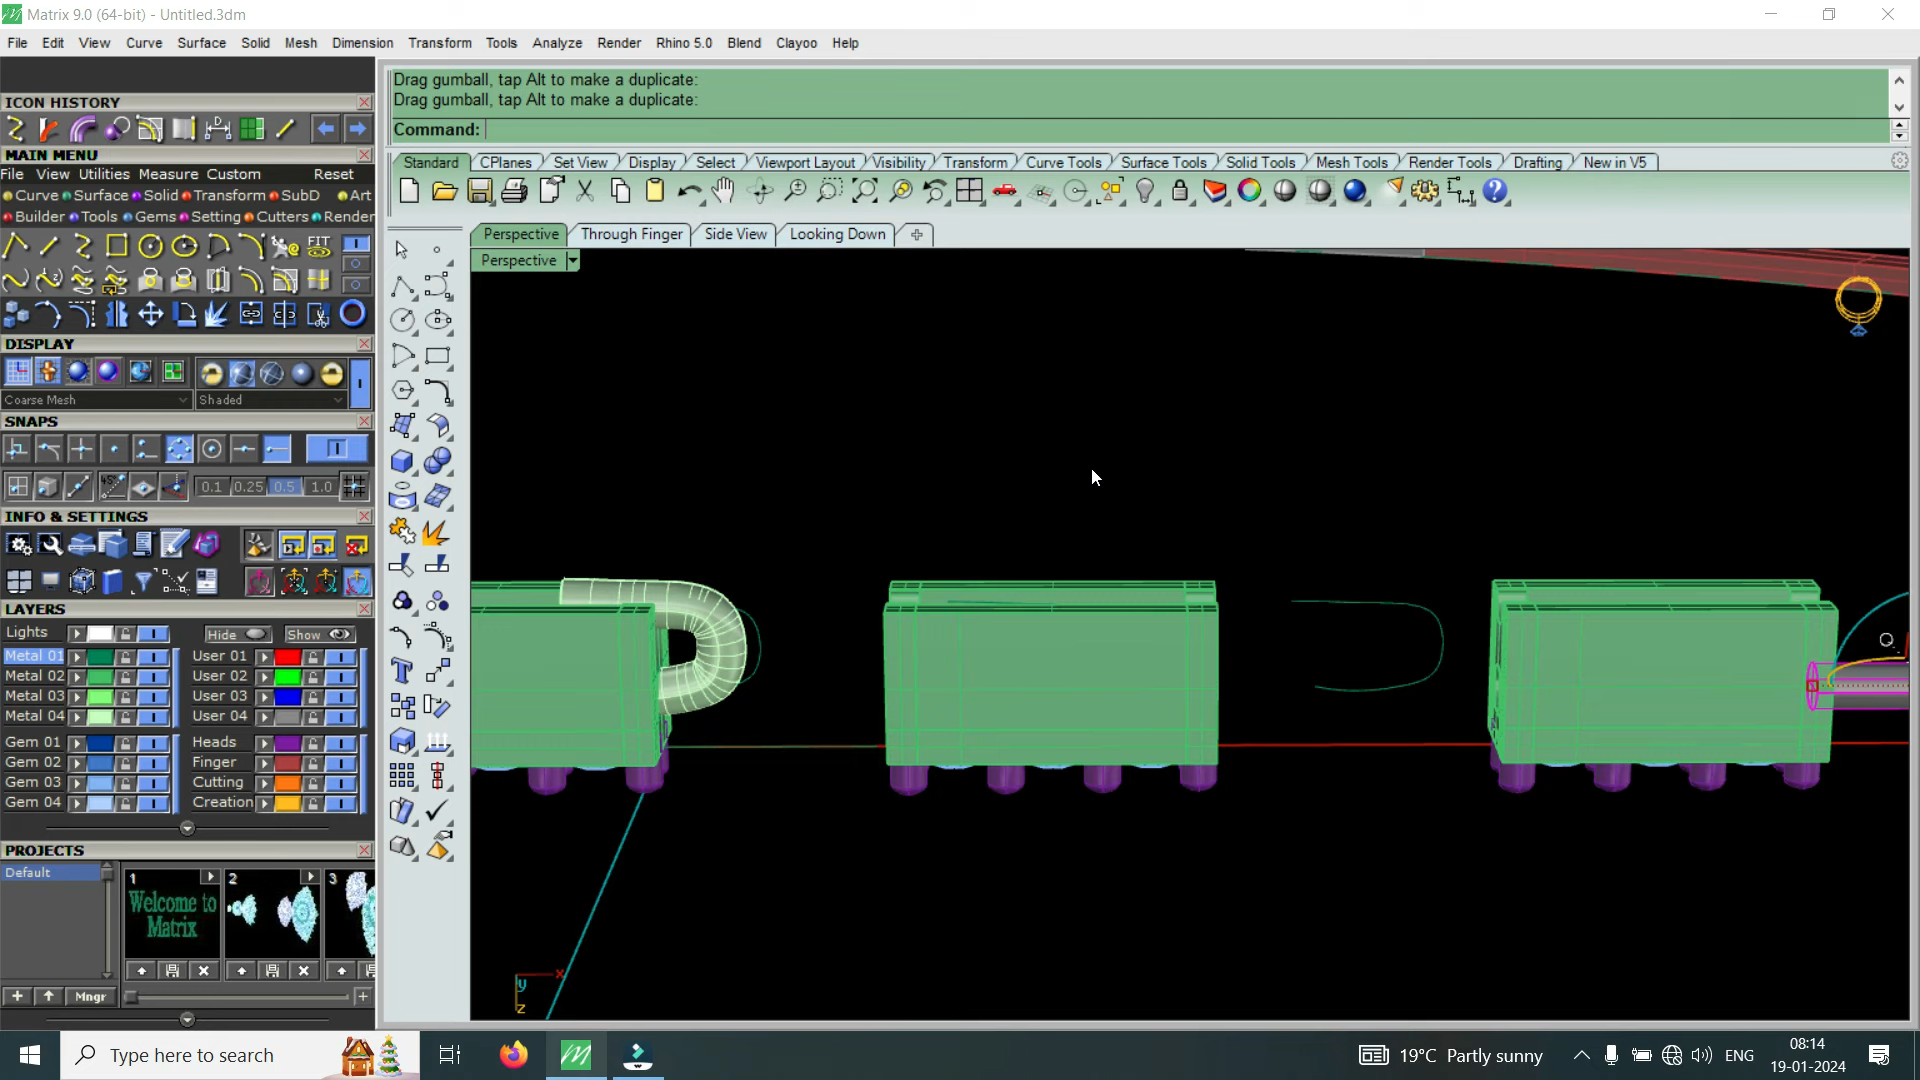 Matrix 9.0 (64-bit) - Untitled.3dm
File Edit View Curve Surface Solid Mesh Dimension Transform Tools Analyze Render Rhino 5.0 Blend Clayoo Help
Drag gumball, tap Alt to make a duplicate:
Drag gumball, tap Alt to make a duplicate:
Command:
ICON HISTORY
MAIN MENU
File View Utilities Measure Custom Reset
Curve Surface Solid Transform SubD Art
Builder Tools Gems Setting Cutters Render
FIT
Standard CPlanes Set View Display Select Viewport Layout Visibility Transform Curve Tools Surface Tools Solid Tools Mesh Tools Render Tools Drafting New in V5
Perspective Through Finger Side View Looking Down
Perspective
DISPLAY
Coarse Mesh Shaded
SNAPS
45°
0.1 0.25 0.5 1.0
INFO & SETTINGS
LAYERS
Lights Hide Show
Metal 01 User 01
Metal 02 User 02
Metal 03 User 03
Metal 04 User 04
Gem 01 Heads
Gem 02 Finger
Gem 03 Cutting
Gem 04 Creation
PROJECTS
Default
1 2 3
Welcome to
Matrix
Mngr
x
y
z
Type here to search
19°C Partly sunny
ENG
08:14
19-01-2024